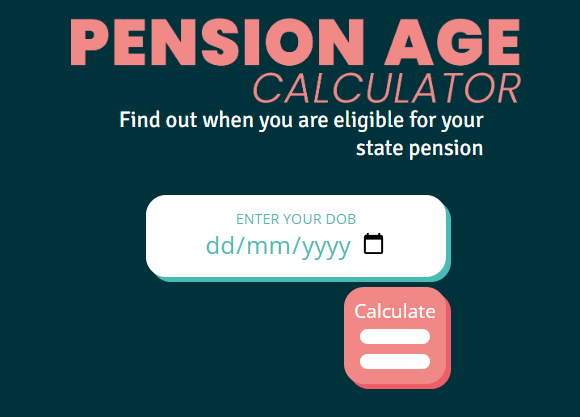 PENSION AGE
CALCULATOR
Find out when you are eligible for your
state pension
ENTER YOUR DOB
dd/mm/yyyy
Calculate